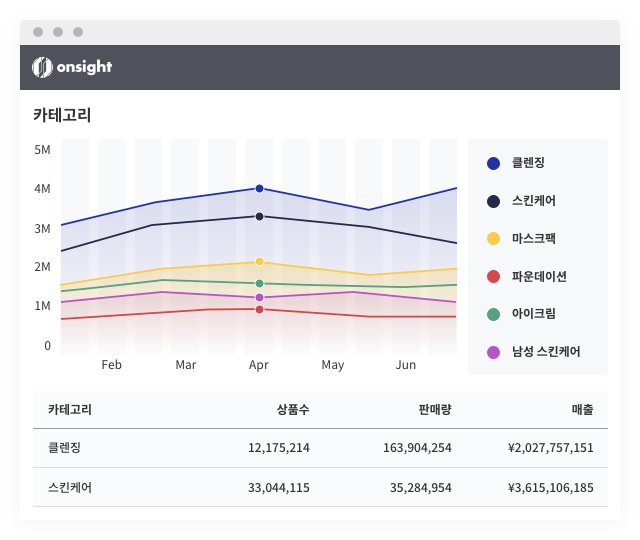 onsight
카테고리
5M
4M
3M
2M
1M
0
Feb Mar Apr May Jun
클렌징
스킨케어
마스크팩
파운데이션
아이크림
남성 스킨케어
카테고리 상품수 판매량 매출
클렌징 12,175,214 163,904,254 ¥2,027,757,151
스킨케어 33,044,115 35,284,954 ¥3,615,106,185